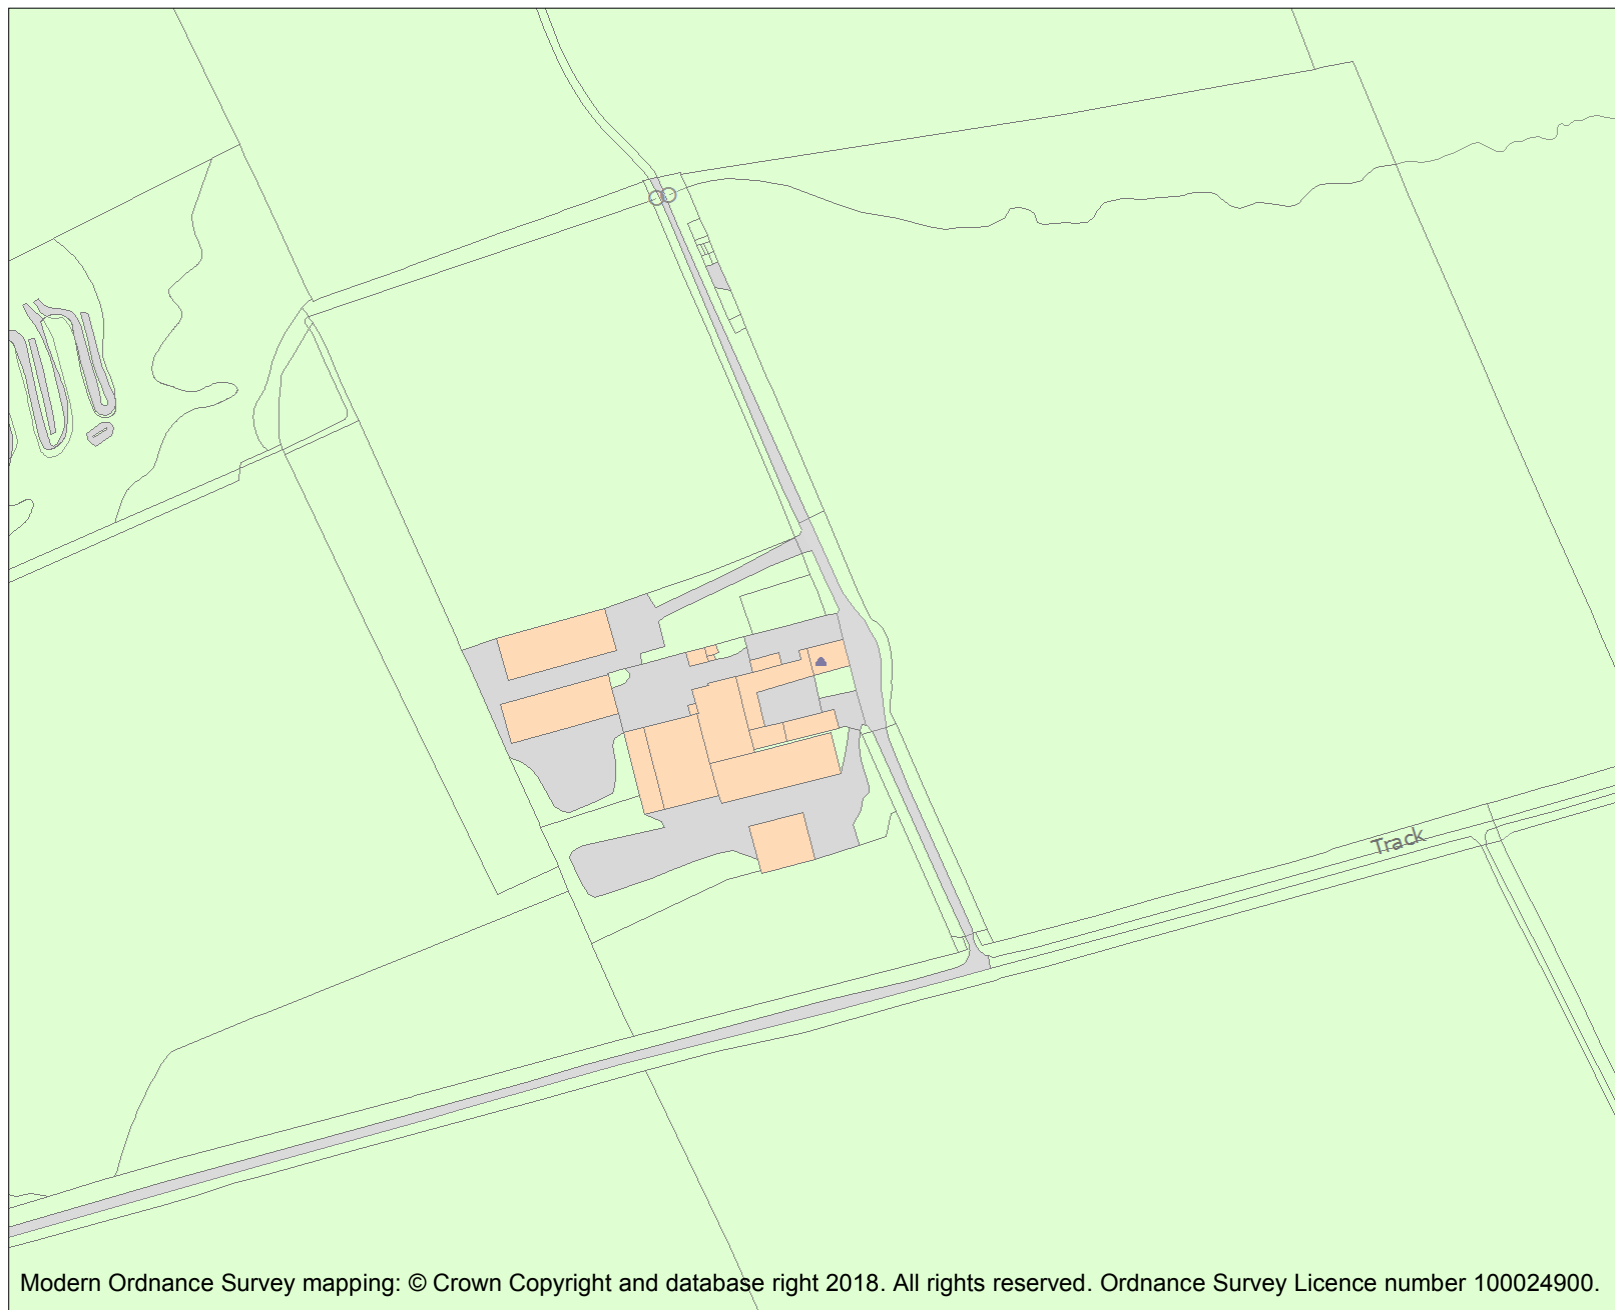 Track
Modern Ordnance Survey mapping: © Crown Copyright and database right 2018. All rights reserved. Ordnance Survey Licence number 100024900.